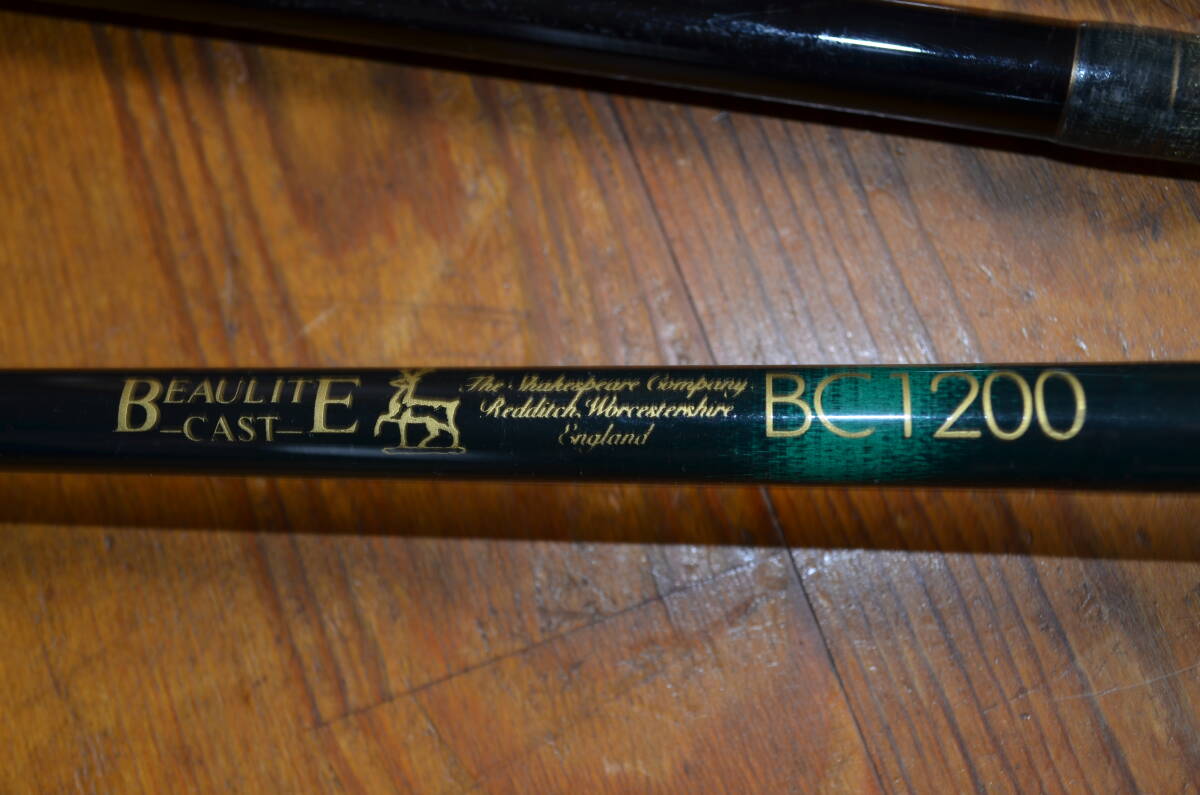 BEAULITE
CAST
The Shakespeare Company
Redditch, Worcestershire
England
BC1200